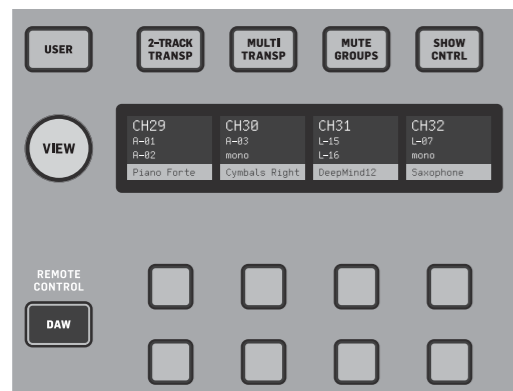 USER
2-TRACK
TRANSP
MULTI
TRANSP
MUTE
GROUPS
SHOW
CNTRL
VIEW
CH29
A-01
A-02
Piano Forte
CH30
A-03
mono
Cymbals Right
CH31
L-15
L-16
DeepMind12
CH32
L-07
mono
Saxophone
REMOTE
CONTROL
DAW